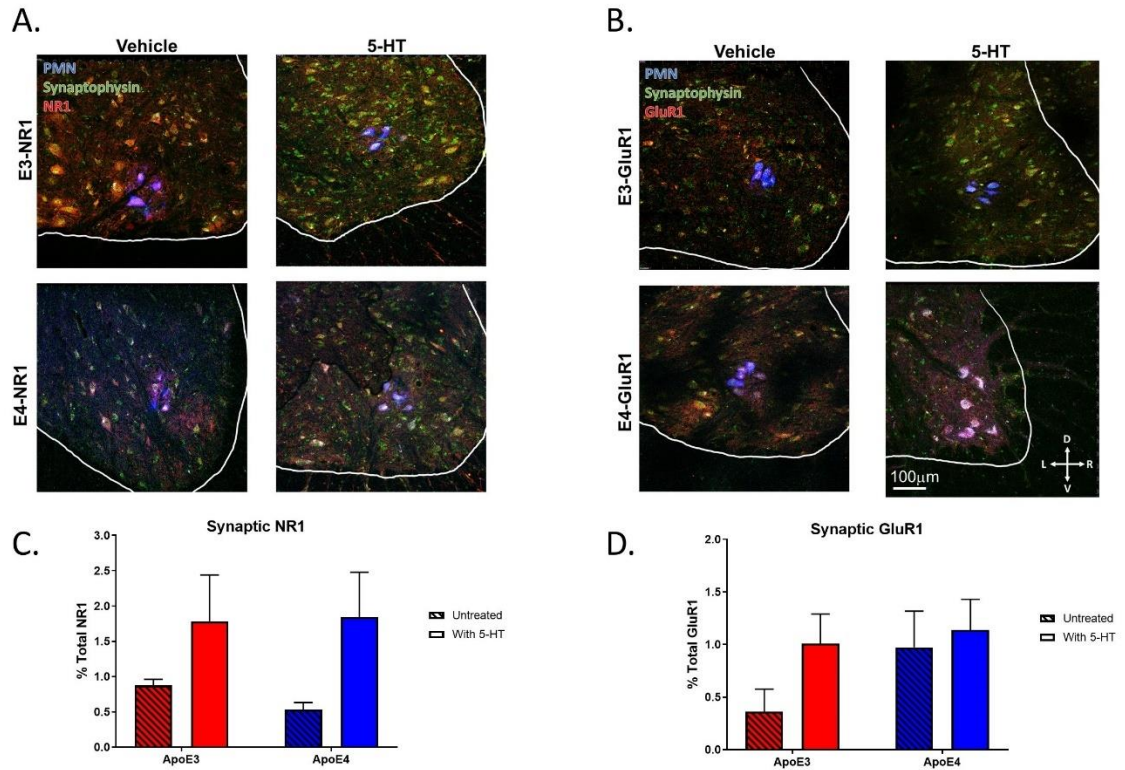 A.
Vehicle
5-HT
PMN
Synaptophysin
NR1
E3-NR1
E4-NR1
B.
Vehicle
5-HT
PMN
Synaptophysin
GluR1
E3-GluR1
E4-GluR1
D
L R
V
100μm
C.
Synaptic NR1
% Total NR1
3.0
2.5
2.0
1.5
1.0
0.5
0.0
ApoE3
ApoE4
Untreated
With 5-HT
D.
Synaptic GluR1
% Total GluR1
2.0
1.5
1.0
0.5
0.0
ApoE3
ApoE4
Untreated
With 5-HT